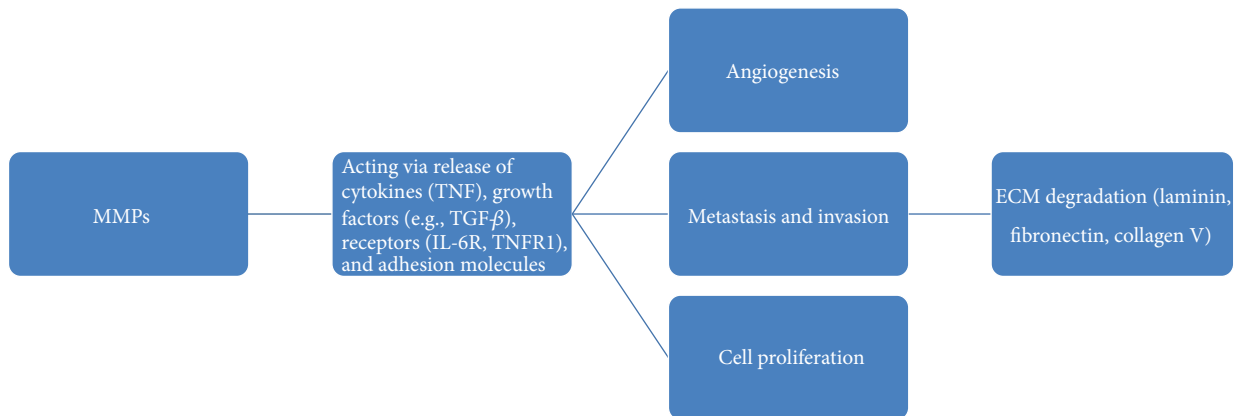 MMPs
Acting via release of
cytokines (TNF), growth
factors (e.g., TGF-β),
receptors (IL-6R, TNFR1),
and adhesion molecules
Angiogenesis
Metastasis and invasion
Cell proliferation
ECM degradation (laminin,
fibronectin, collagen V)